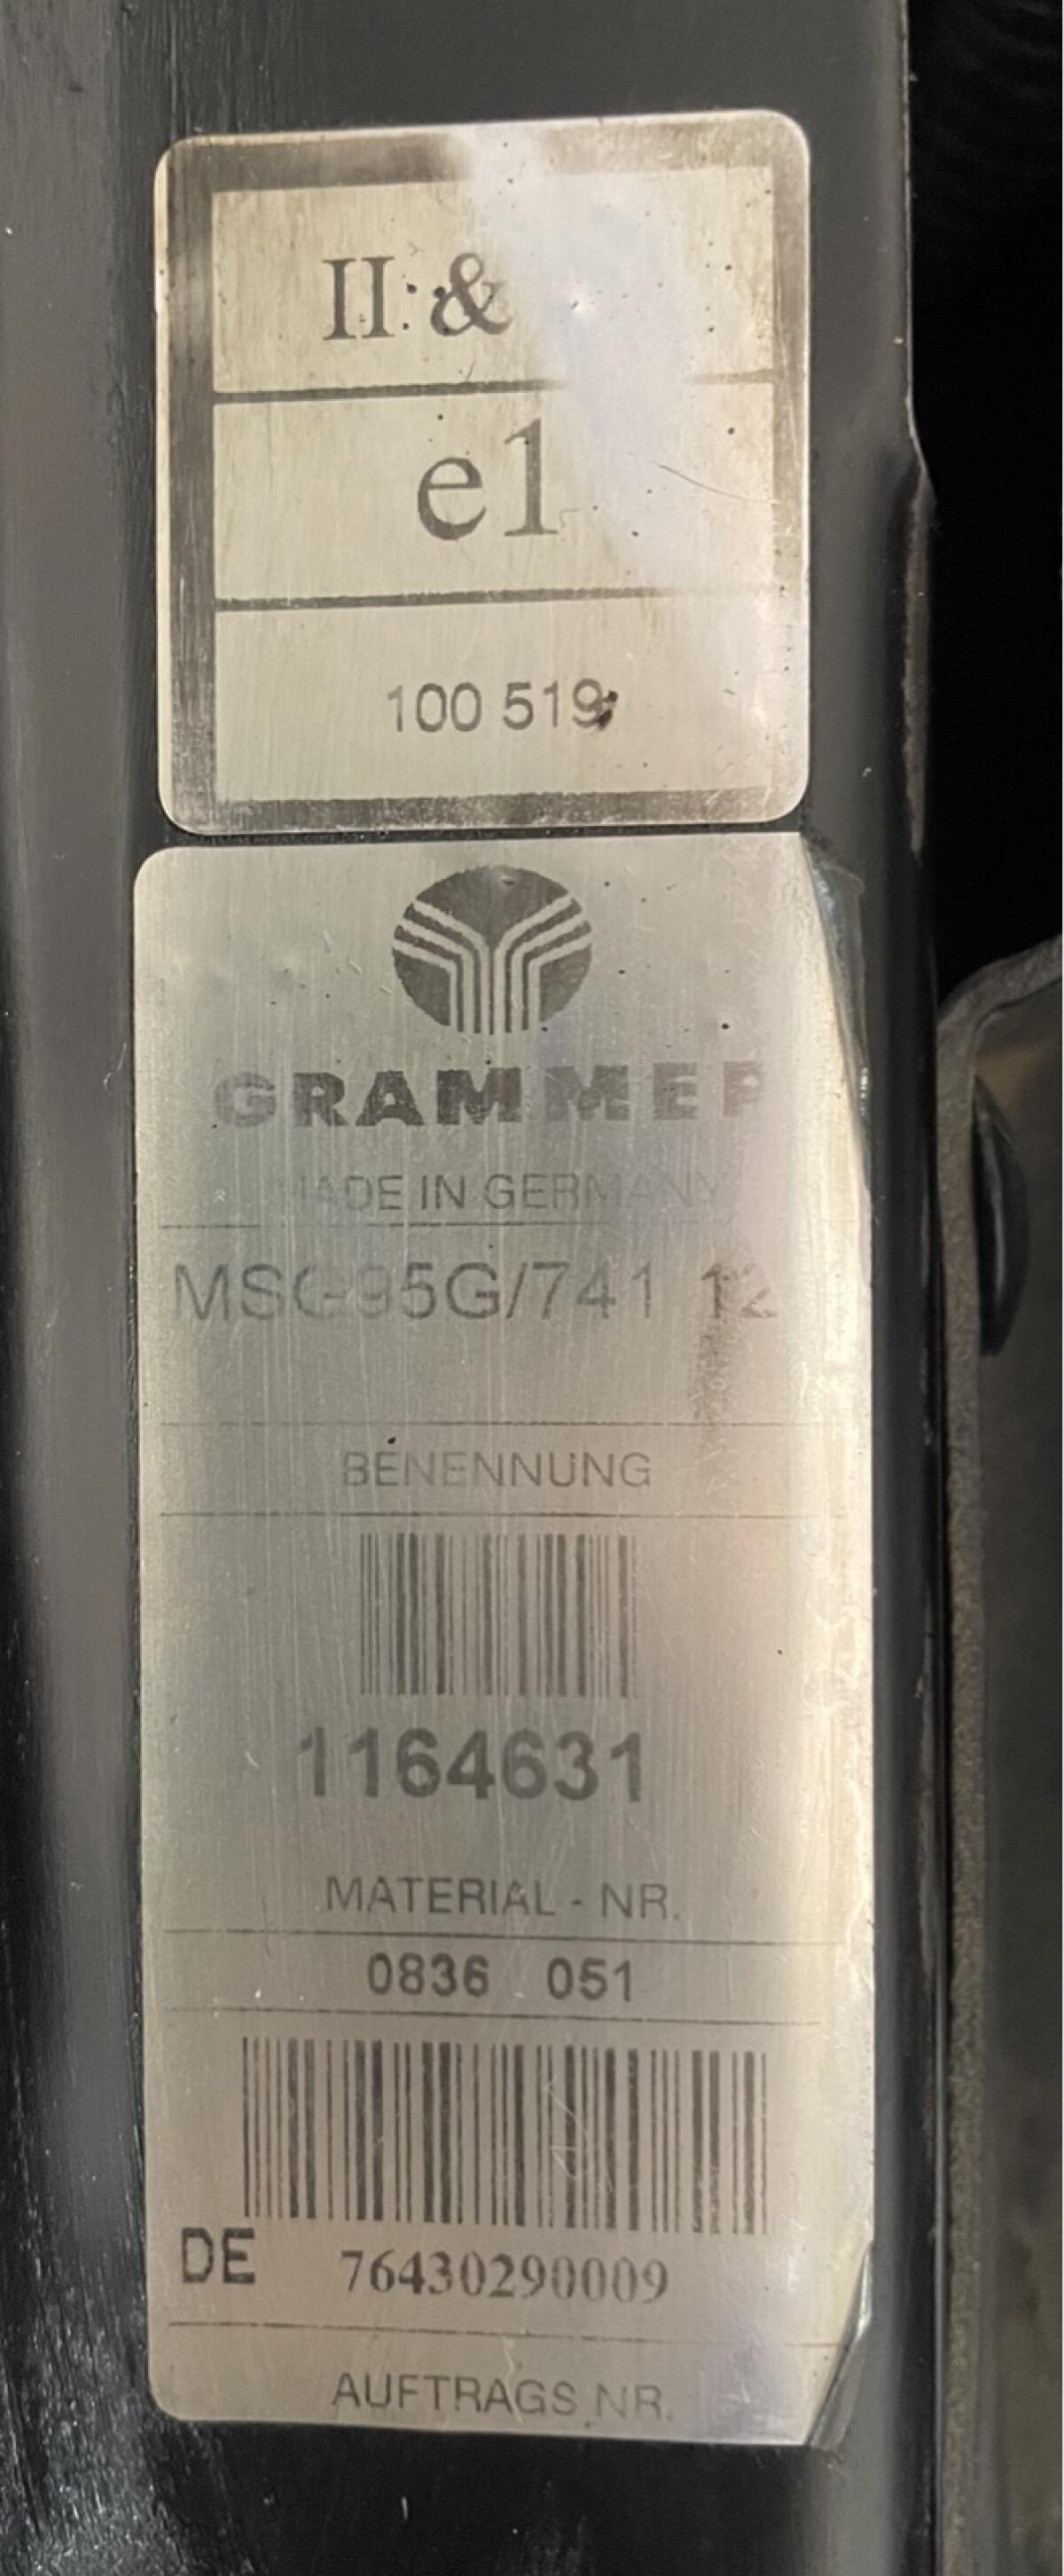 II &
e1
100 519
GRAMMER
MADE IN GERMANY
MSG95G/741 12
BENENNUNG
1164631
MATERIAL - NR.
0836 051
DE 76430290009
AUFTRAGS NR.